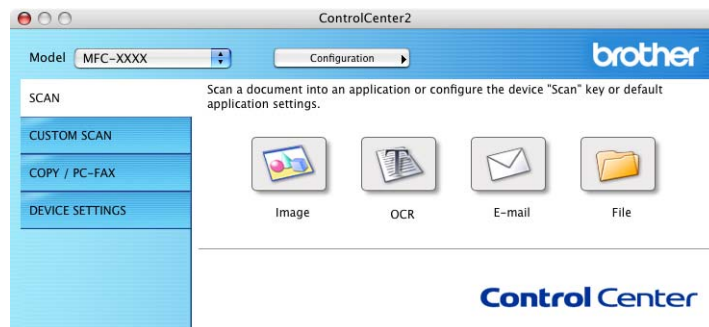 ControlCenter2
Model MFC-XXXX Configuration brother
SCAN
CUSTOM SCAN
COPY / PC-FAX
DEVICE SETTINGS
Scan a document into an application or configure the device "Scan" key or default
application settings.
Image OCR E-mail File
Control Center